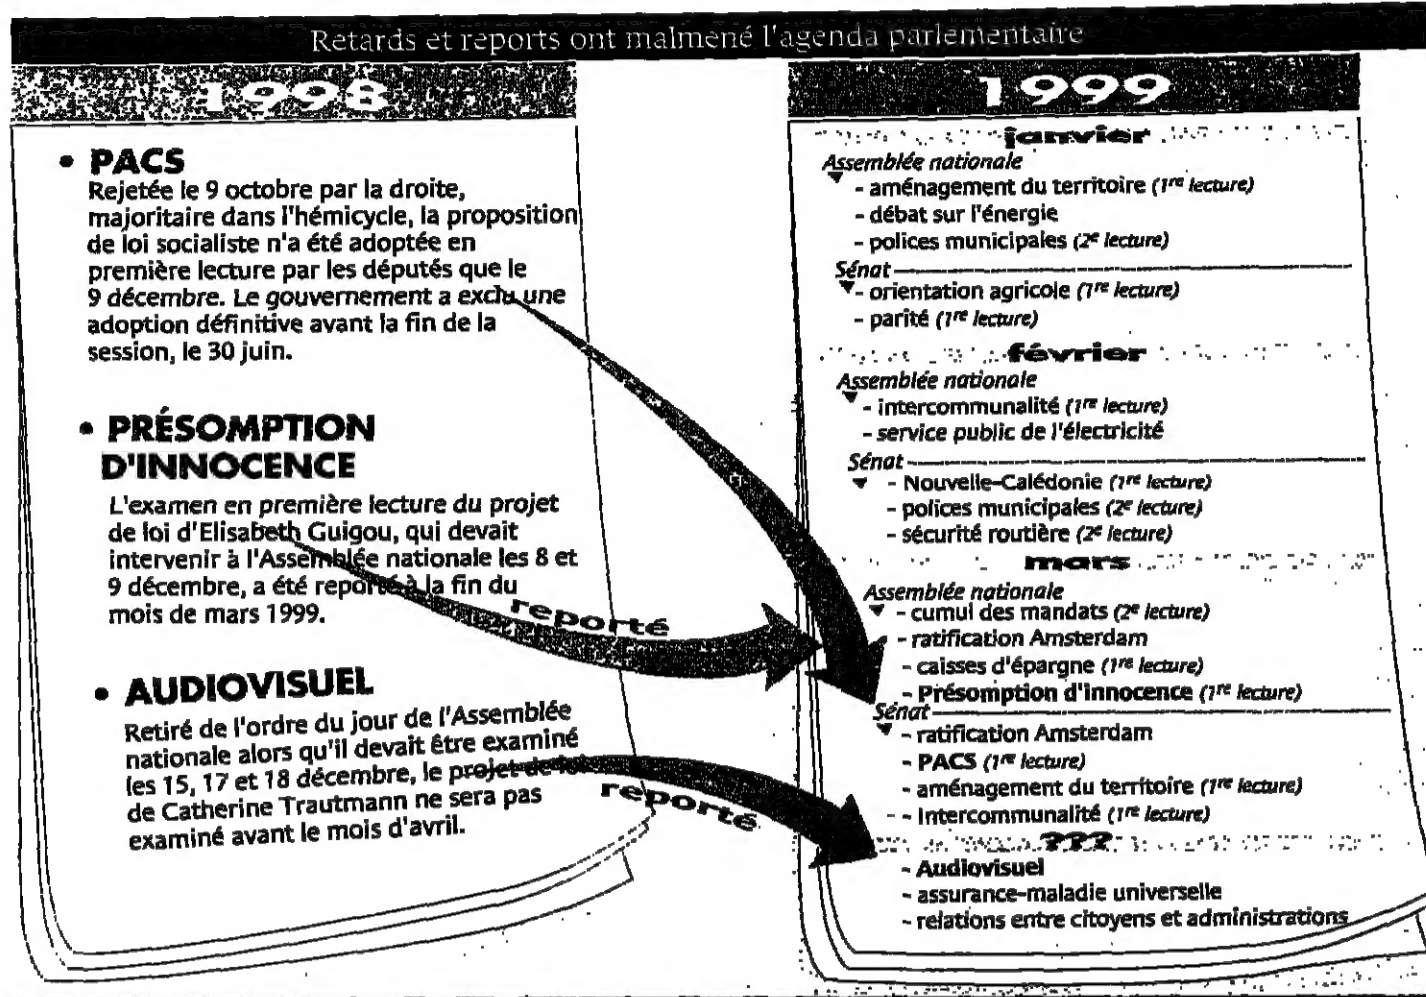 Retards et reports ont malmené l'agenda parlementaire
1998
• PACS
Rejetée le 9 octobre par la droite,
majoritaire dans l'hémicycle, la proposition
de loi socialiste n'a été adoptée en
première lecture par les députés que le
9 décembre. Le gouvernement a exclu une
adoption définitive avant la fin de la
session, le 30 juin.
• PRÉSOMPTION
D'INNOCENCE
L'examen en première lecture du projet
de loi d'Elisabeth Guigou, qui devait
intervenir à l'Assemblée nationale les 8 et
9 décembre, a été reporté à la fin du
mois de mars 1999.
reporté
• AUDIOVISUEL
Retiré de l'ordre du jour de l'Assemblée
nationale alors qu'il devait être examiné
les 15, 17 et 18 décembre, le projet de loi
de Catherine Trautmann ne sera pas
examiné avant le mois d'avril.
reporté
1999
janvier
Assemblée nationale
- aménagement du territoire (1re lecture)
- débat sur l'énergie
- polices municipales (2e lecture)
Sénat
- orientation agricole (1re lecture)
- parité (1re lecture)
février
Assemblée nationale
- intercommunalité (1re lecture)
- service public de l'électricité
Sénat
- Nouvelle-Calédonie (1re lecture)
- polices municipales (2e lecture)
- sécurité routière (2e lecture)
mars
Assemblée nationale
- cumul des mandats (2e lecture)
- ratification Amsterdam
- caisses d'épargne (1re lecture)
- Présomption d'innocence (1re lecture)
Sénat
- ratification Amsterdam
- PACS (1re lecture)
- aménagement du territoire (1re lecture)
- Intercommunalité (1re lecture)
???
- Audiovisuel
- assurance-maladie universelle
- relations entre citoyens et administrations